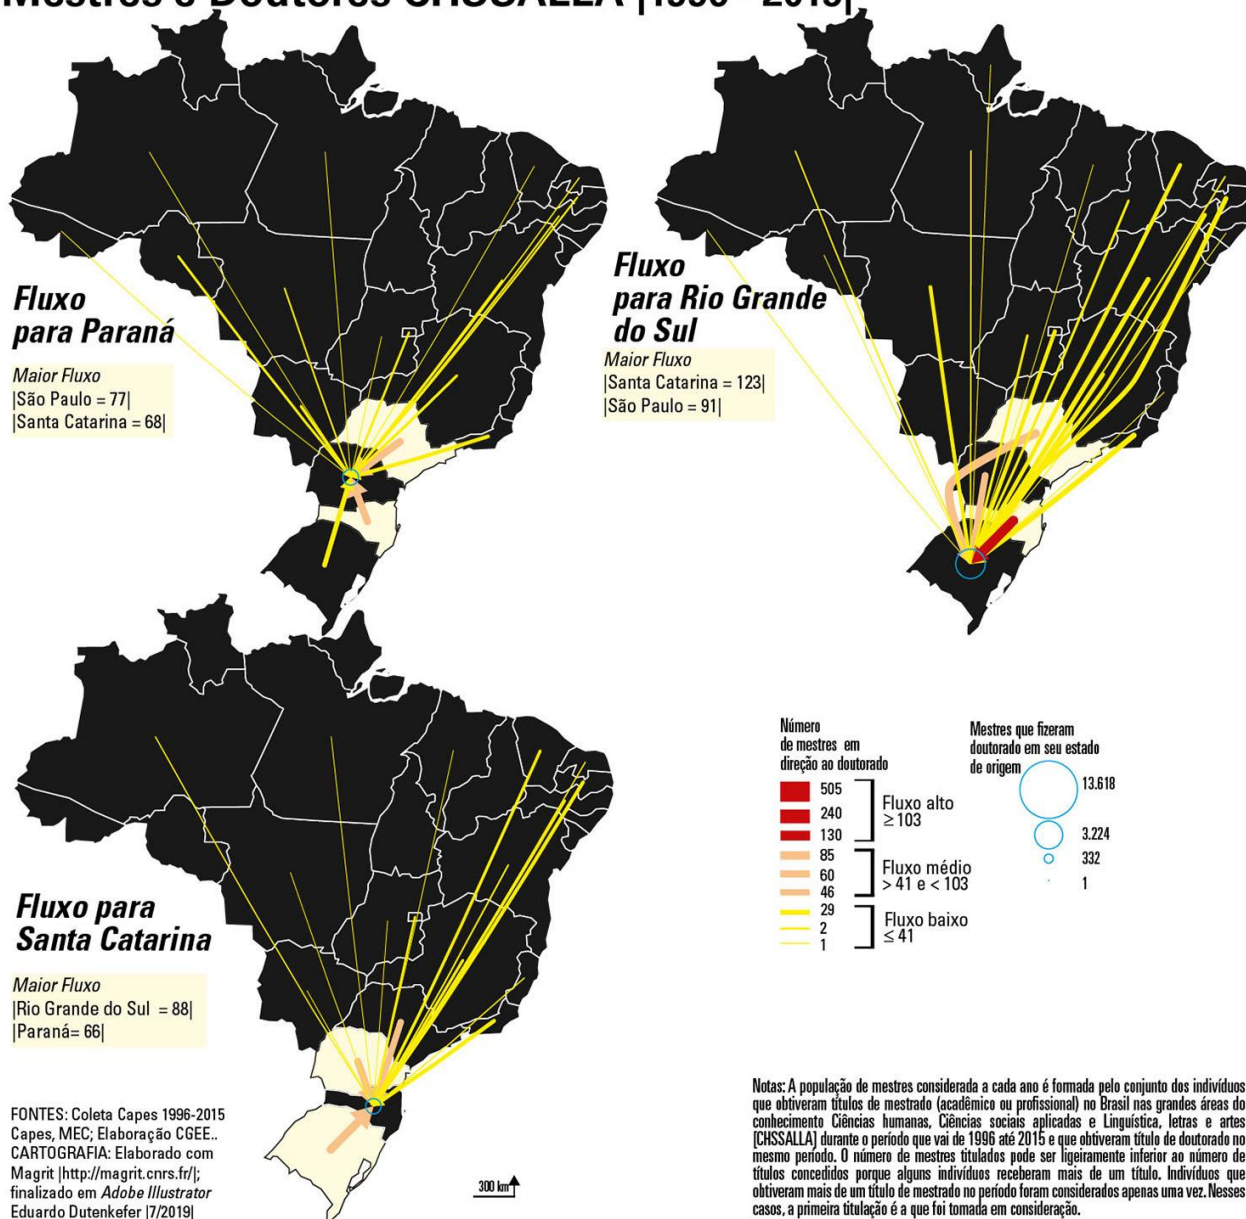 Mestres e Doutores CHSSALLA |1996 - 2015|
Fluxo
para Paraná
Maior Fluxo
|São Paulo = 77|
|Santa Catarina = 68|
Fluxo
para Rio Grande
do Sul
Maior Fluxo
|Santa Catarina = 123|
|São Paulo = 91|
Fluxo para
Santa Catarina
Maior Fluxo
|Rio Grande do Sul = 88|
|Paraná= 66|
Número
de mestres em
direção ao doutorado
505
240
130
Fluxo alto
≥ 103
85
60
46
Fluxo médio
> 41 e < 103
29
2
1
Fluxo baixo
≤ 41
Mestres que fizeram
doutorado em seu estado
de origem
13.618
3.224
332
1
FONTES: Coleta Capes 1996-2015
Capes, MEC; Elaboração CGEE..
CARTOGRAFIA: Elaborado com
Magrit |http://magrit.cnrs.fr/|;
finalizado em Adobe Illustrator
Eduardo Dutenkefer |7/2019|
300 km
Notas: A população de mestres considerada a cada ano é formada pelo conjunto dos indivíduos
que obtiveram títulos de mestrado (acadêmico ou profissional) no Brasil nas grandes áreas do
conhecimento Ciências humanas, Ciências sociais aplicadas e Linguística, letras e artes
[CHSSALLA] durante o período que vai de 1996 até 2015 e que obtiveram título de doutorado no
mesmo período. O número de mestres titulados pode ser ligeiramente inferior ao número de
títulos concedidos porque alguns indivíduos receberam mais de um título. Indivíduos que
obtiveram mais de um título de mestrado no período foram considerados apenas uma vez. Nesses
casos, a primeira titulação é a que foi tomada em consideração.